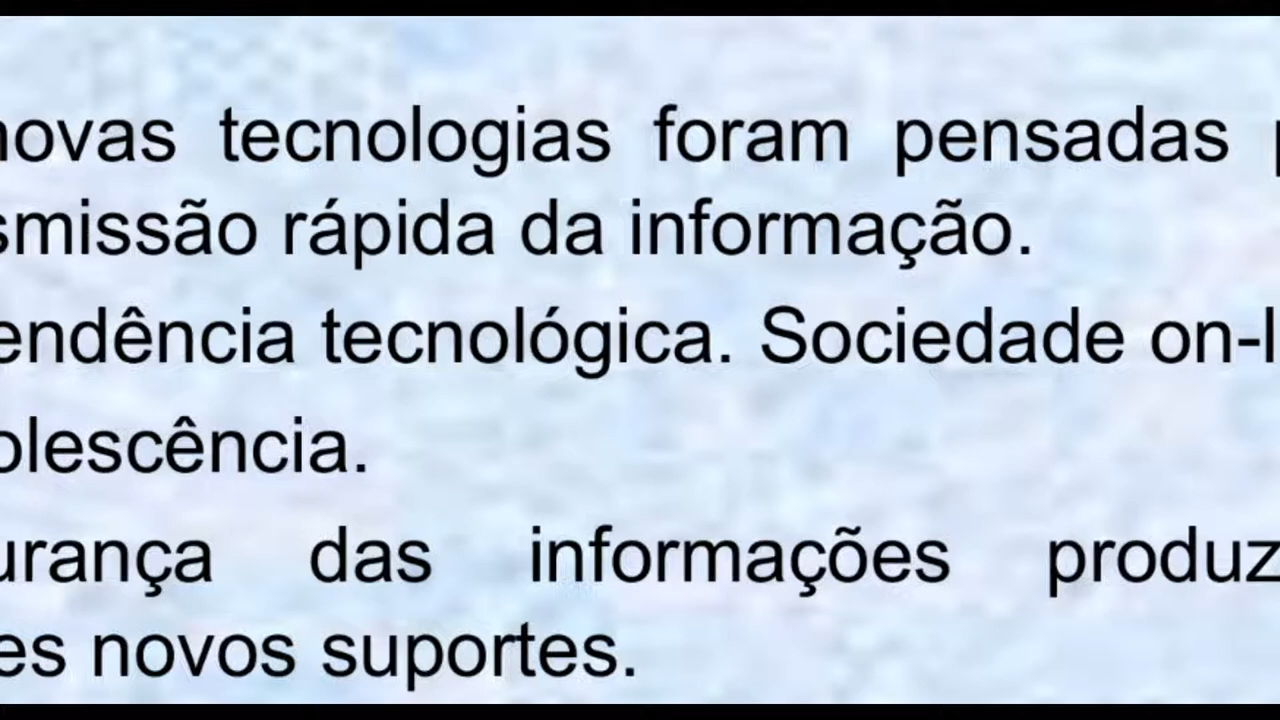 novas tecnologias foram pensadas
smissão rápida da informação.
endência tecnológica. Sociedade on-l
olescência.
urança das informações produz
es novos suportes.